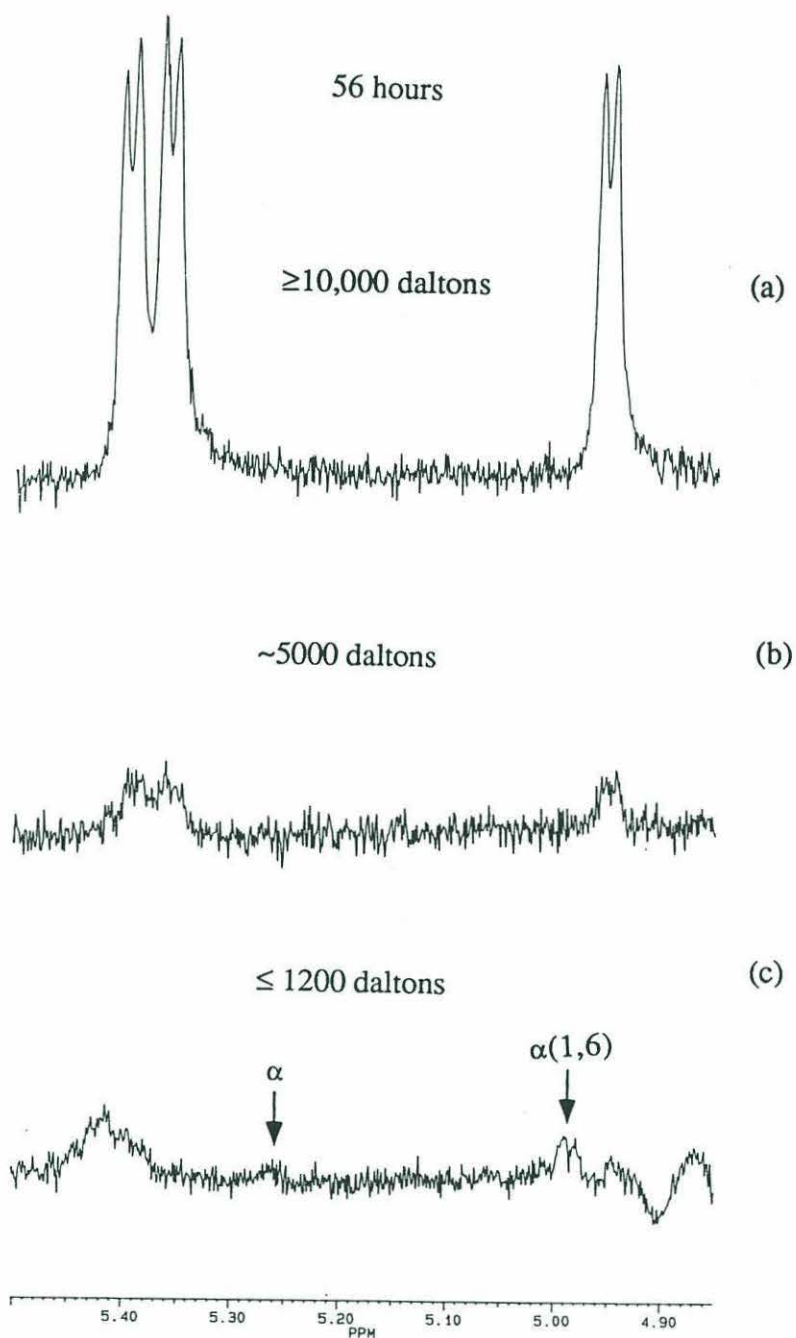 56 hours
≥10,000 daltons
(a)
~5000 daltons
(b)
≤ 1200 daltons
(c)
α
α(1,6)
5.40 5.30 5.20 5.10 5.00 4.90
PPM